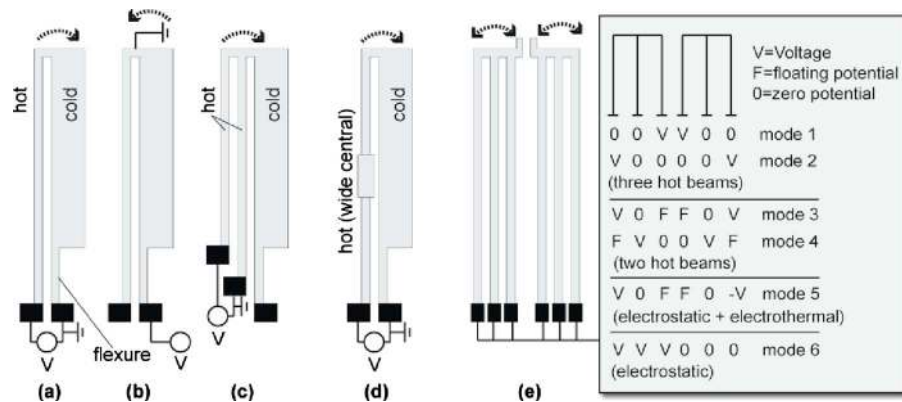 hot
cold
hot
cold
hot (wide central)
cold
flexure
V
V
V
V
(a)
(b)
(c)
(d)
(e)
V=Voltage
F=floating potential
0=zero potential
0 0 V V 0 0 mode 1
V 0 0 0 0 V mode 2
(three hot beams)
V 0 F F 0 V mode 3
F V 0 0 V F mode 4
(two hot beams)
V 0 F F 0 -V mode 5
(electrostatic + electrothermal)
V V V 0 0 0 mode 6
(electrostatic)